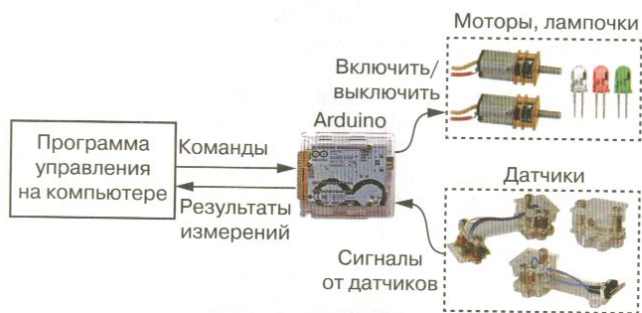 Моторы, лампочки
Включить/
выключить
Arduino
Программа
управления
на компьютере
Команды
Результаты
измерений
Датчики
Сигналы
от датчиков